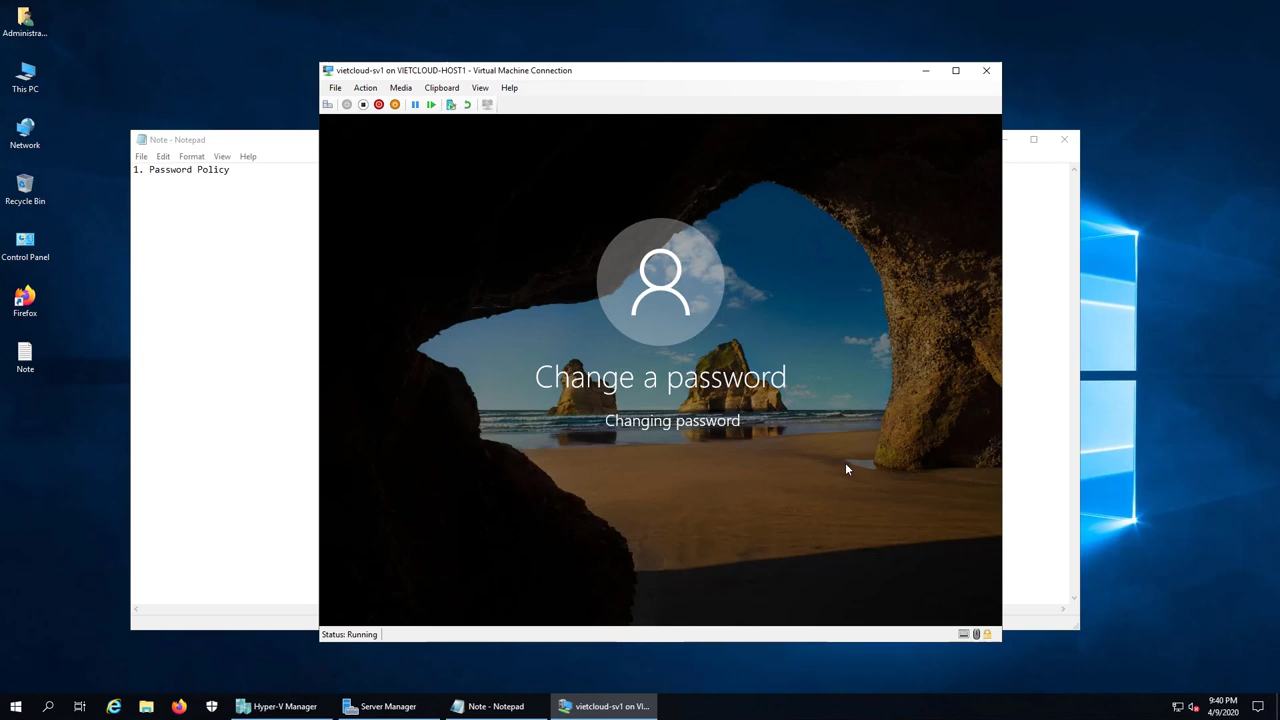 Administra...
This PC
Network
Recycle Bin
Control Panel
Firefox
Note
Note - Notepad
File Edit Format View Help
1. Password Policy
vietcloud-sv1 on VIETCLOUD-HOST1 - Virtual Machine Connection
File Action Media Clipboard View Help
Change a password
Changing password
Status: Running
Hyper-V Manager
Server Manager
Note - Notepad
vietcloud-sv1 on VI...
9:40 PM
4/9/2020